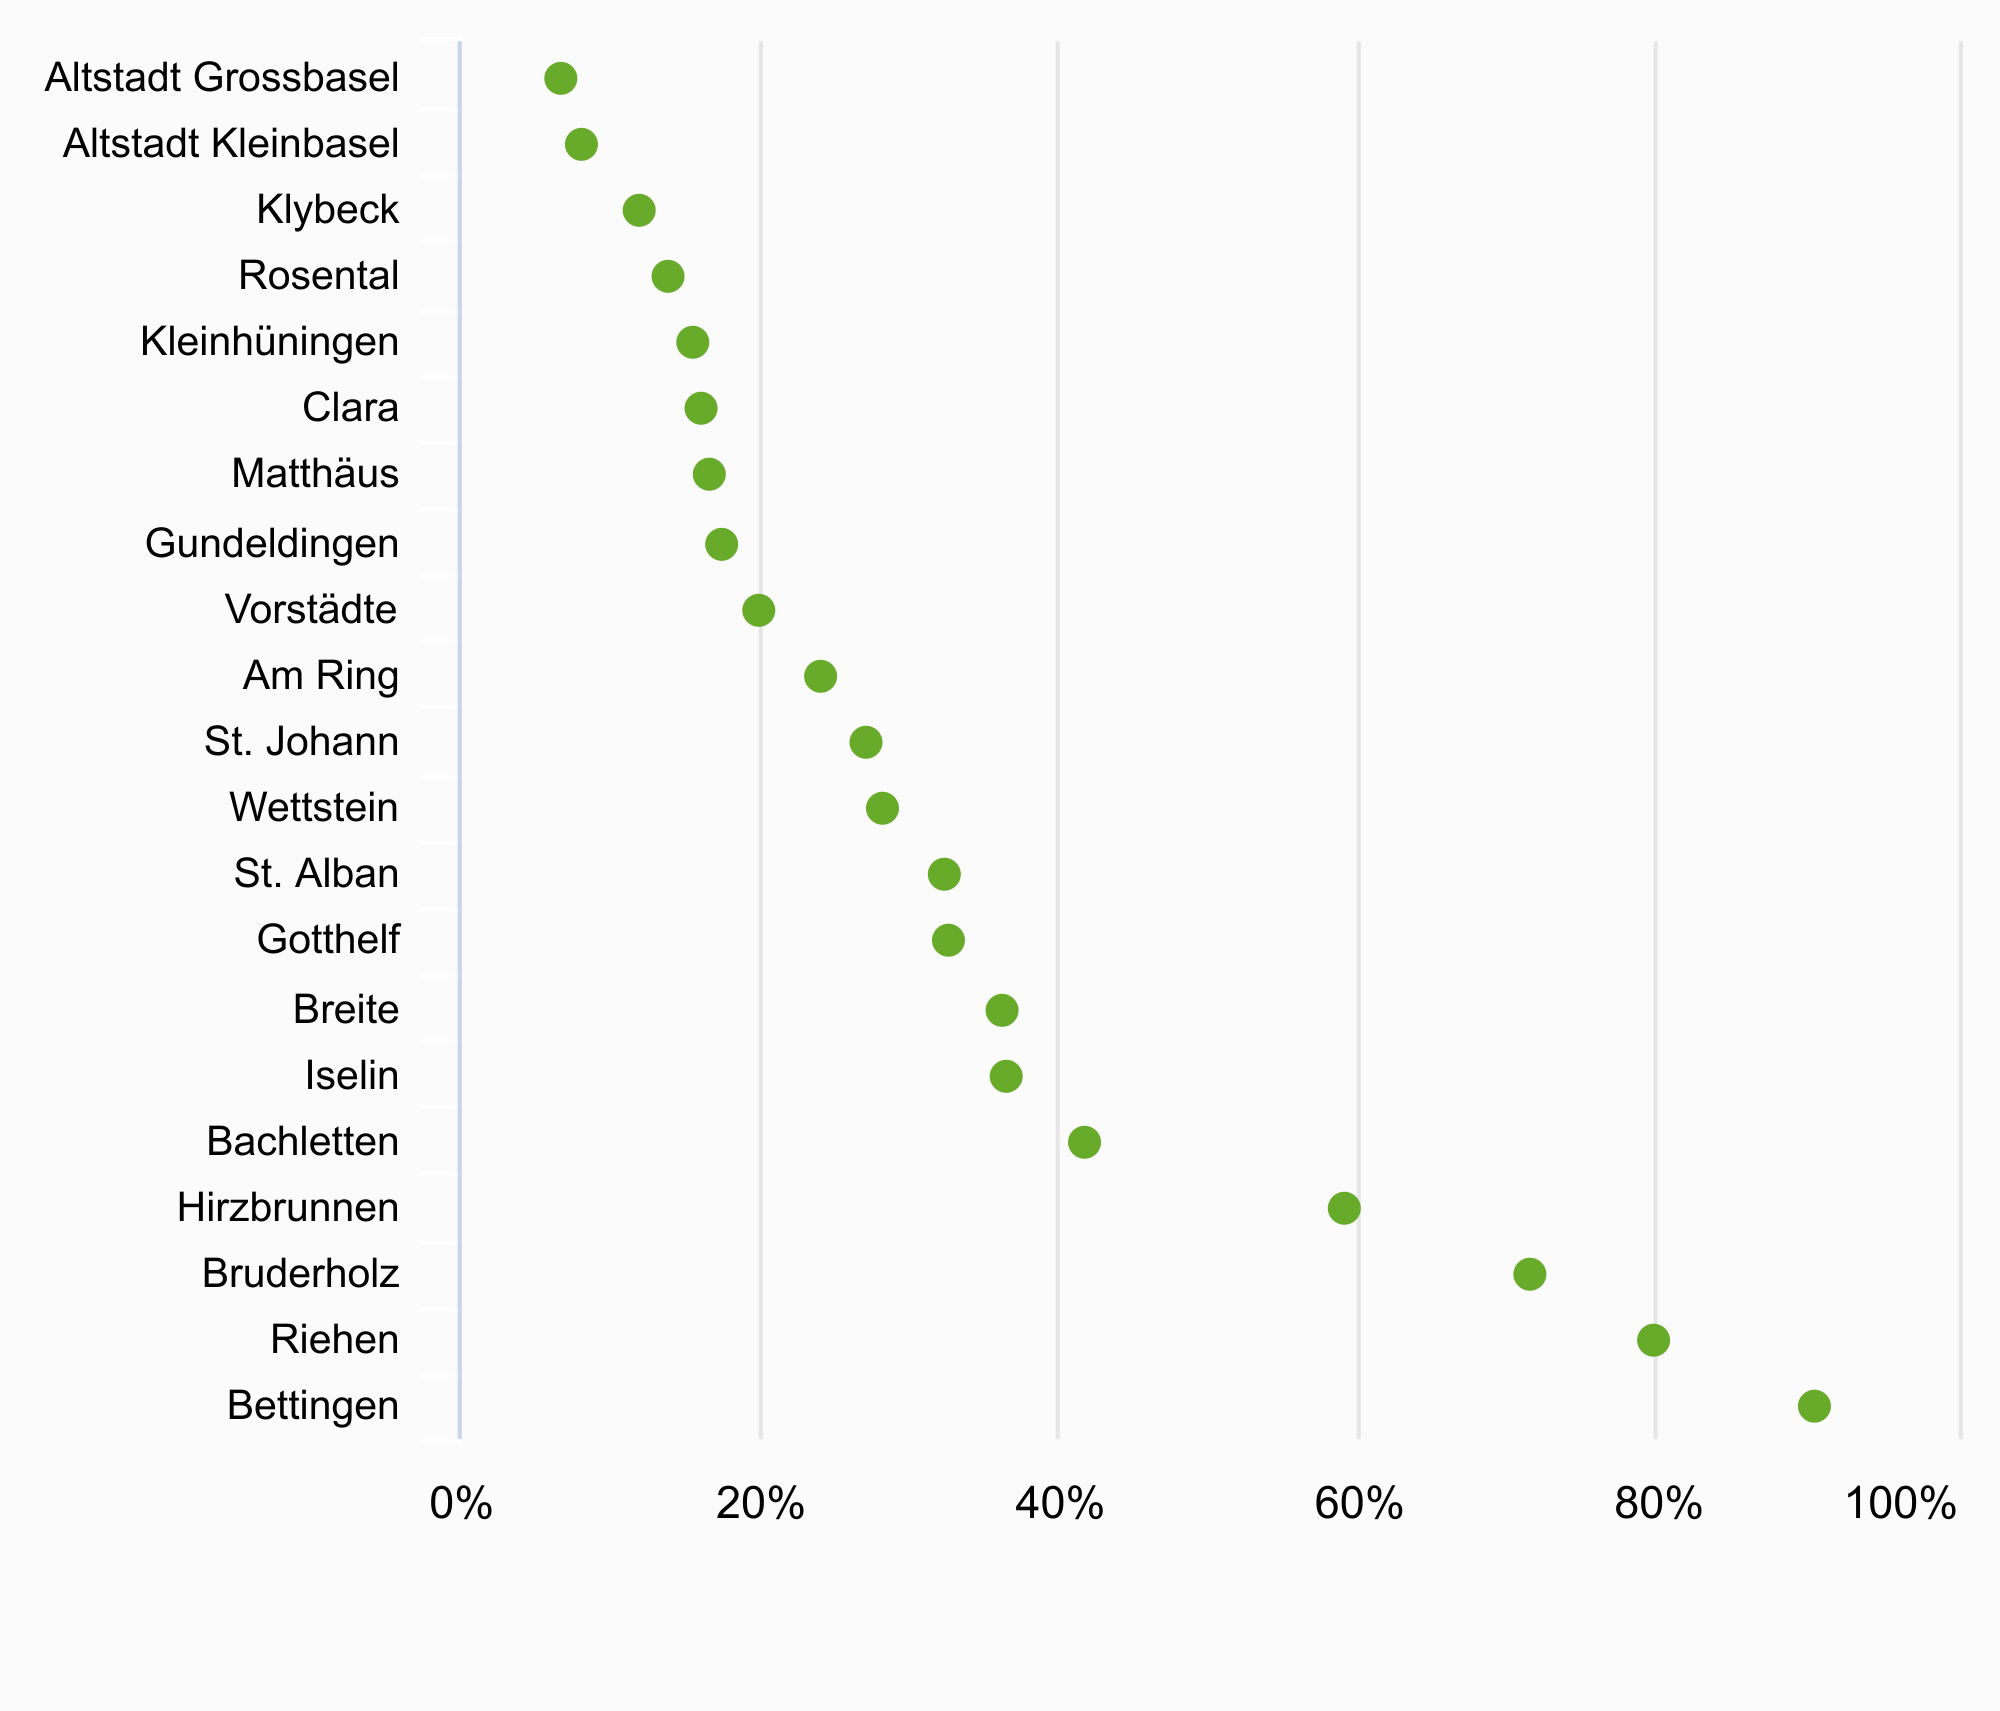 Altstadt Grossbasel
Altstadt Kleinbasel
Klybeck
Rosental
Kleinhüningen
Clara
Matthäus
Gundeldingen
Vorstädte
Am Ring
St. Johann
Wettstein
St. Alban
Gotthelf
Breite
Iselin
Bachletten
Hirzbrunnen
Bruderholz
Riehen
Bettingen
0% 20% 40% 60% 80% 100%